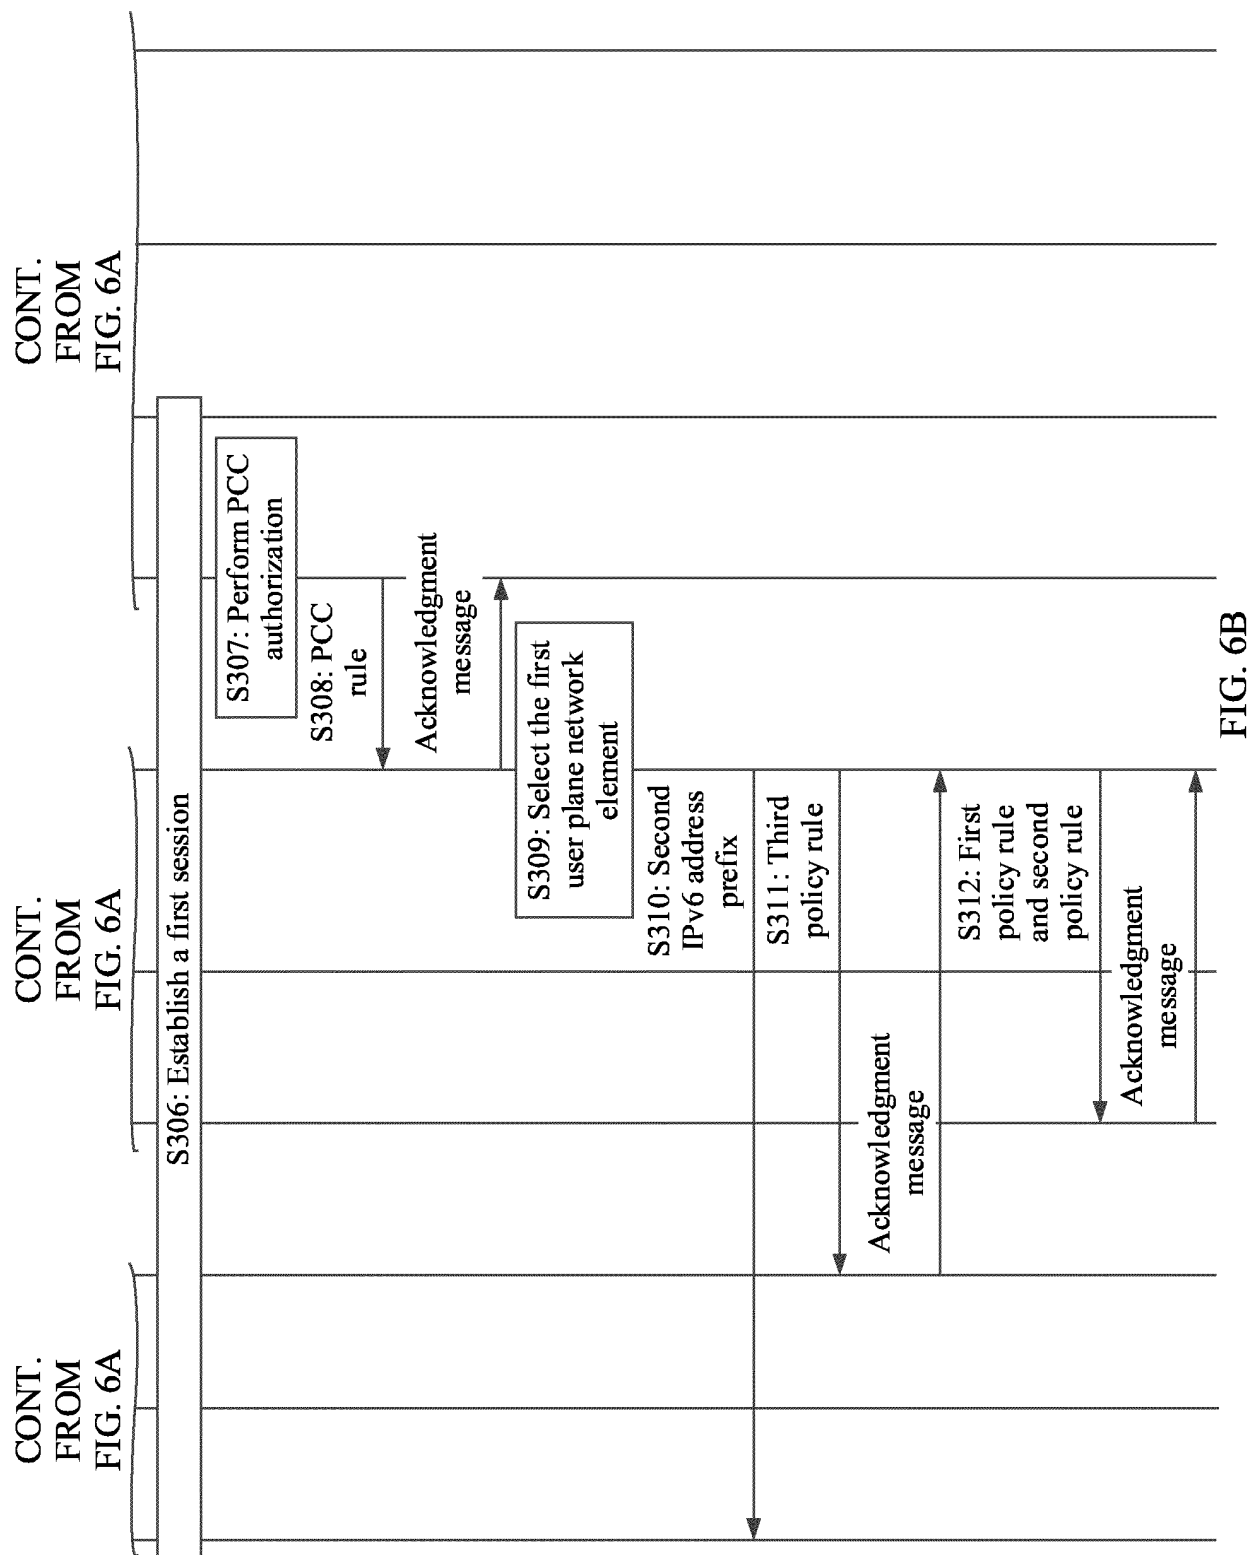 CONT.
FROM
FIG. 6A
CONT.
FROM
FIG. 6A
CONT.
FROM
FIG. 6A
S306: Establish a first session
S307: Perform PCC
authorization
S308: PCC
rule
Acknowledgment
message
S309: Select the first
user plane network
element
S310: Second
IPv6 address
prefix
S311: Third
policy rule
Acknowledgment
message
S312: First
policy rule
and second
policy rule
Acknowledgment
message
FIG. 6B